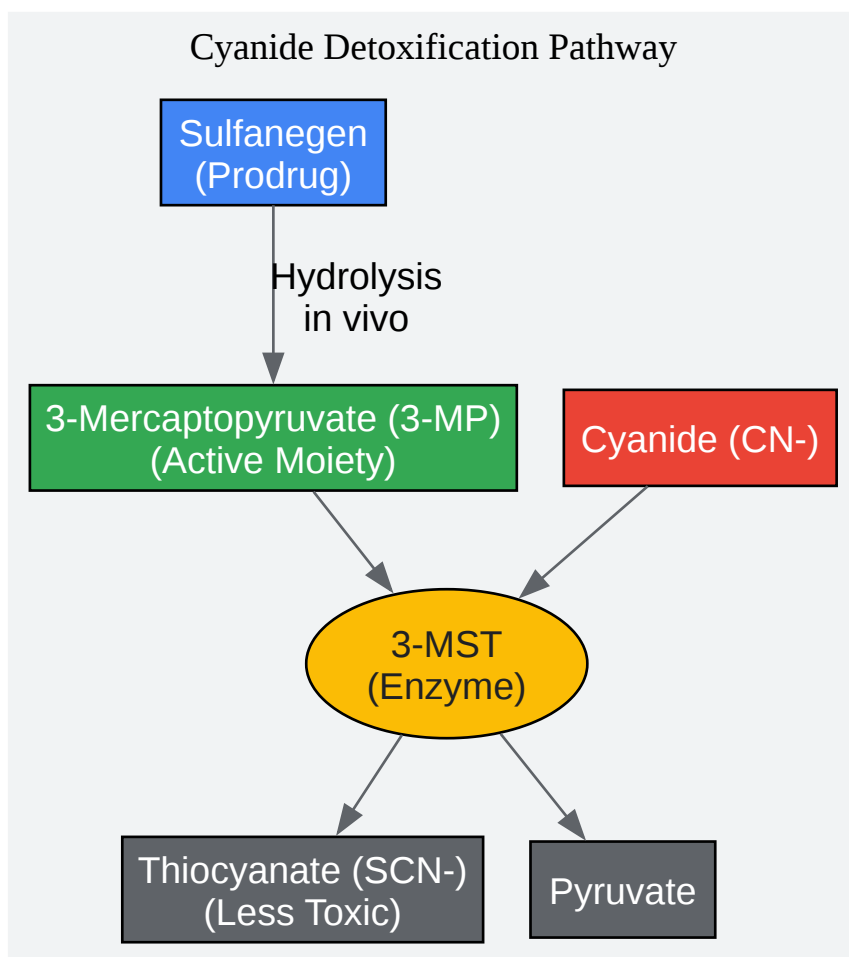 Cyanide Detoxification Pathway
Sulfanegen
(Prodrug)
Hydrolysis
in vivo
3-Mercaptopyruvate (3-MP)
(Active Moiety)
Cyanide (CN-)
3-MST
(Enzyme)
Thiocyanate (SCN-)
(Less Toxic)
Pyruvate